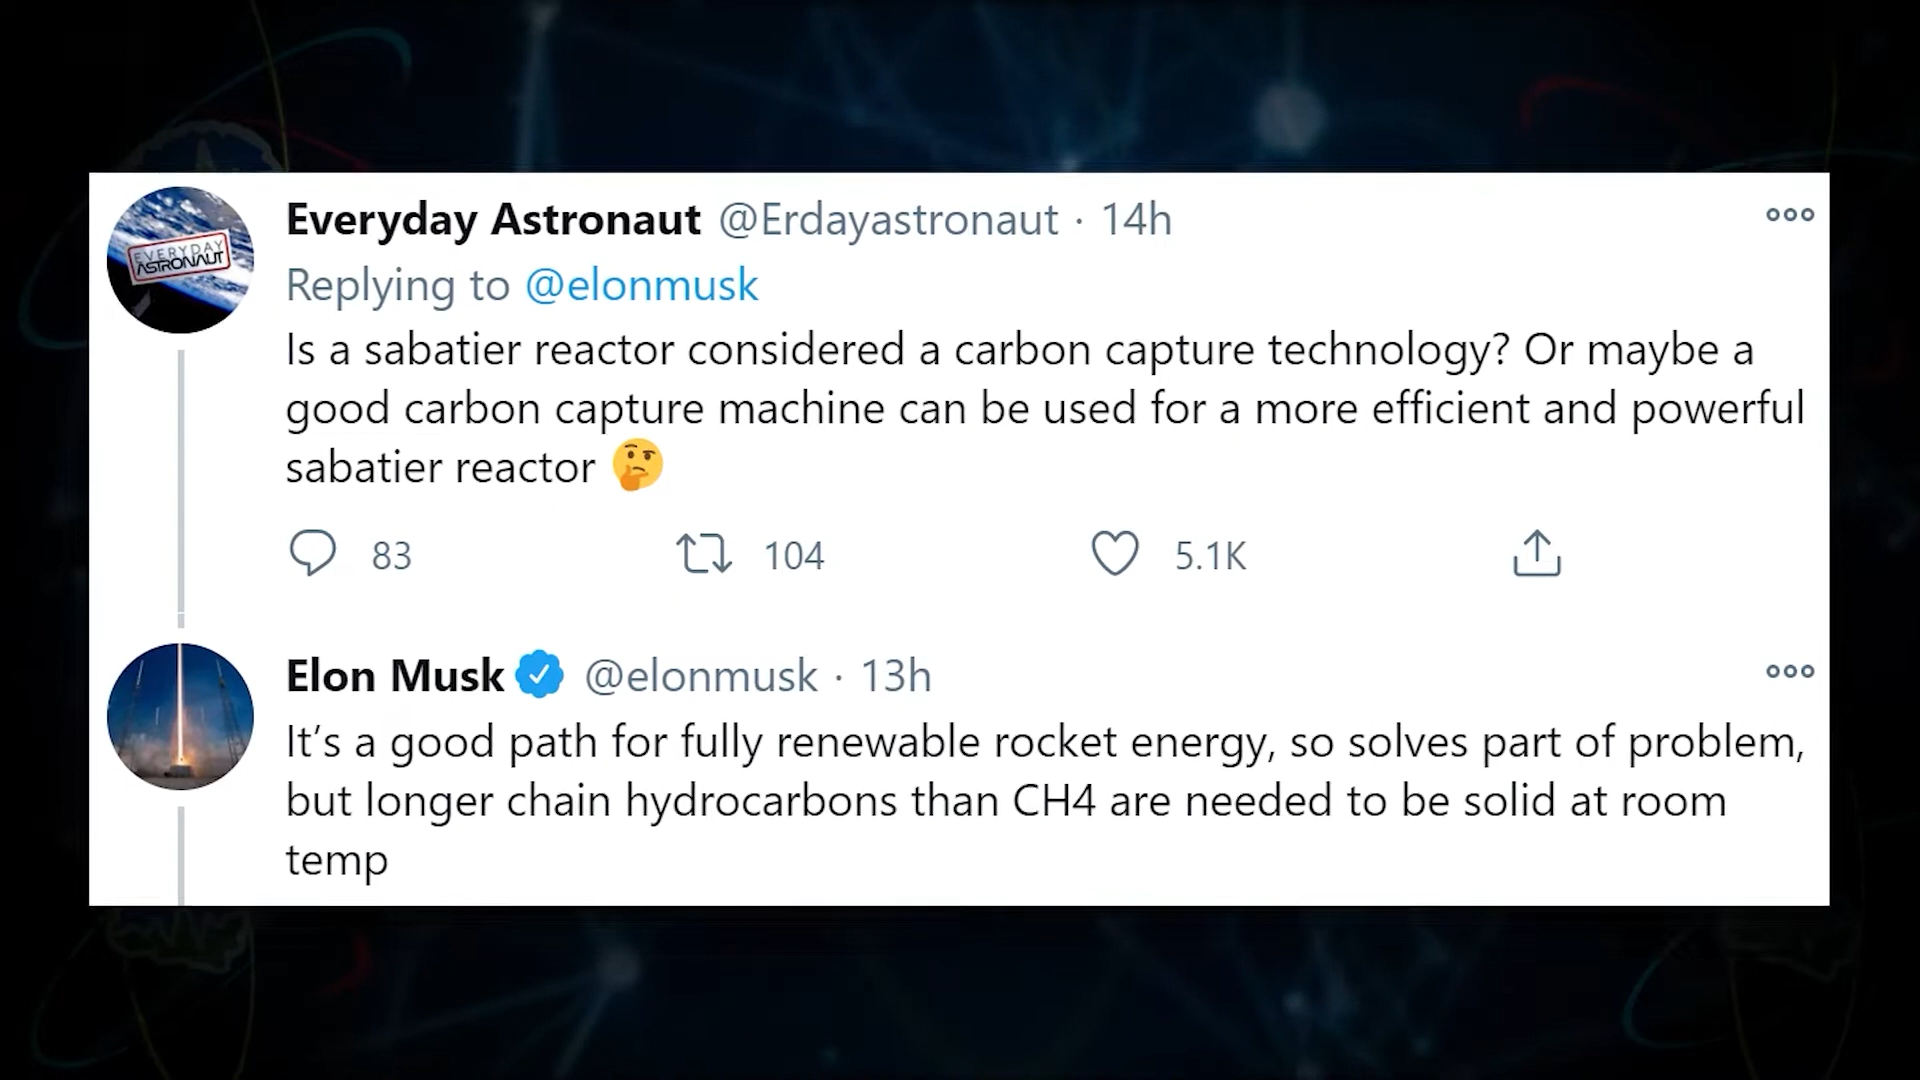 Everyday Astronaut @Erdayastronaut · 14h
EVERYDAY
ASTRONAUT
Replying to @elonmusk
Is a sabatier reactor considered a carbon capture technology? Or maybe a
good carbon capture machine can be used for a more efficient and powerful
sabatier reactor 🤔
83 104 5.1K
Elon Musk @elonmusk · 13h
It’s a good path for fully renewable rocket energy, so solves part of problem,
but longer chain hydrocarbons than CH4 are needed to be solid at room
temp